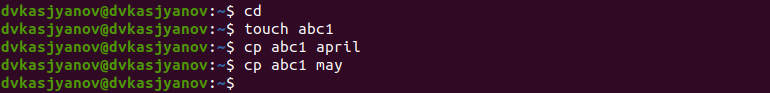 dvkasjyanov@dvkasjyanov:~$ cd
dvkasjyanov@dvkasjyanov:~$ touch abc1
dvkasjyanov@dvkasjyanov:~$ cp abc1 april
dvkasjyanov@dvkasjyanov:~$ cp abc1 may
dvkasjyanov@dvkasjyanov:~$